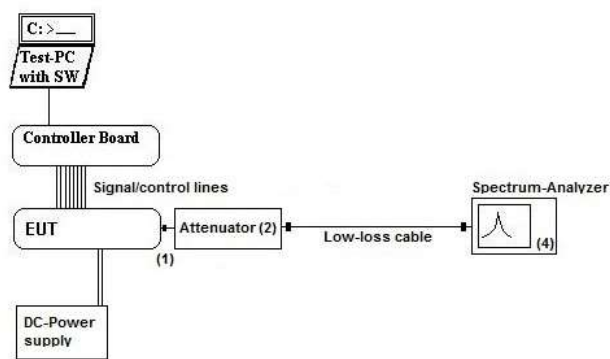 C: >__
Test-PC
with SW
Controller Board
Signal/control lines
Spectrum-Analyzer
EUT
Attenuator (2)
Low-loss cable
(4)
(1)
DC-Power
supply